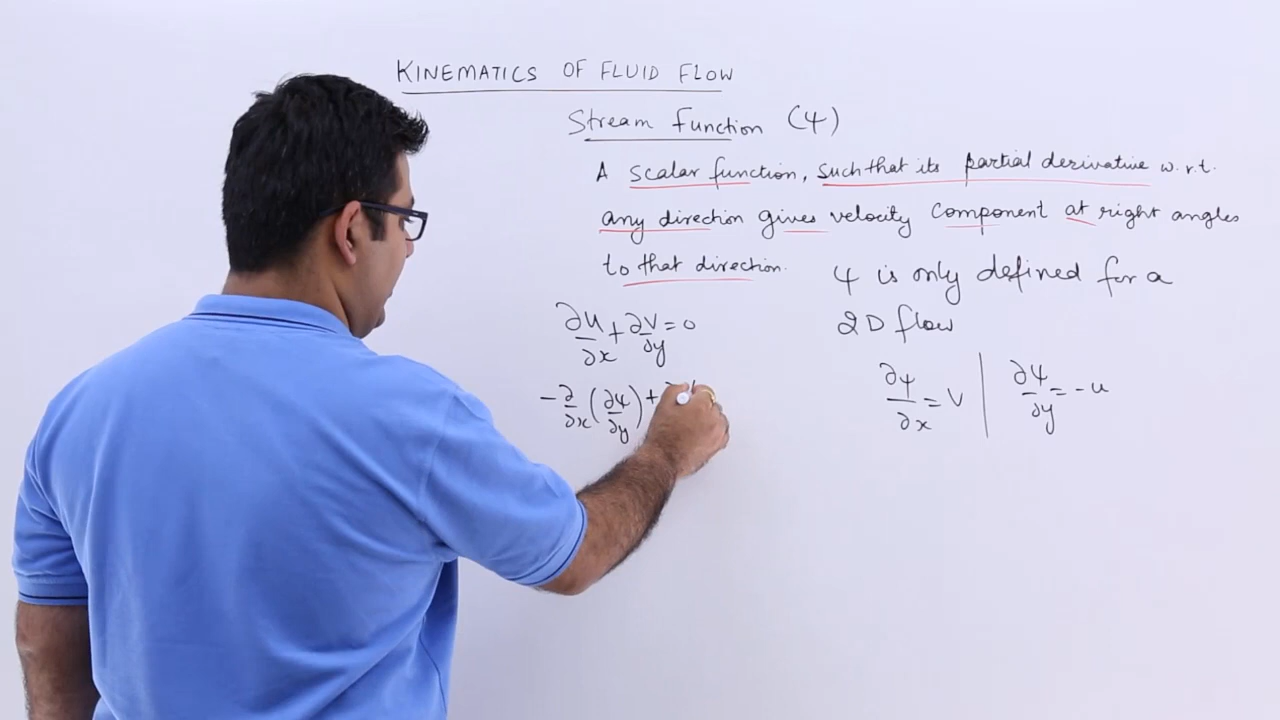 KINEMATICS OF FLUID FLOW
Stream function (ψ)
A scalar function, such that its partial derivative w.r.t.
any direction gives velocity component at right angles
to that direction.
ψ is only defined for a
2D flow
∂u/∂x + ∂v/∂y = 0
-∂/∂x (∂ψ/∂y) +
∂ψ/∂x = v | ∂ψ/∂y = -u